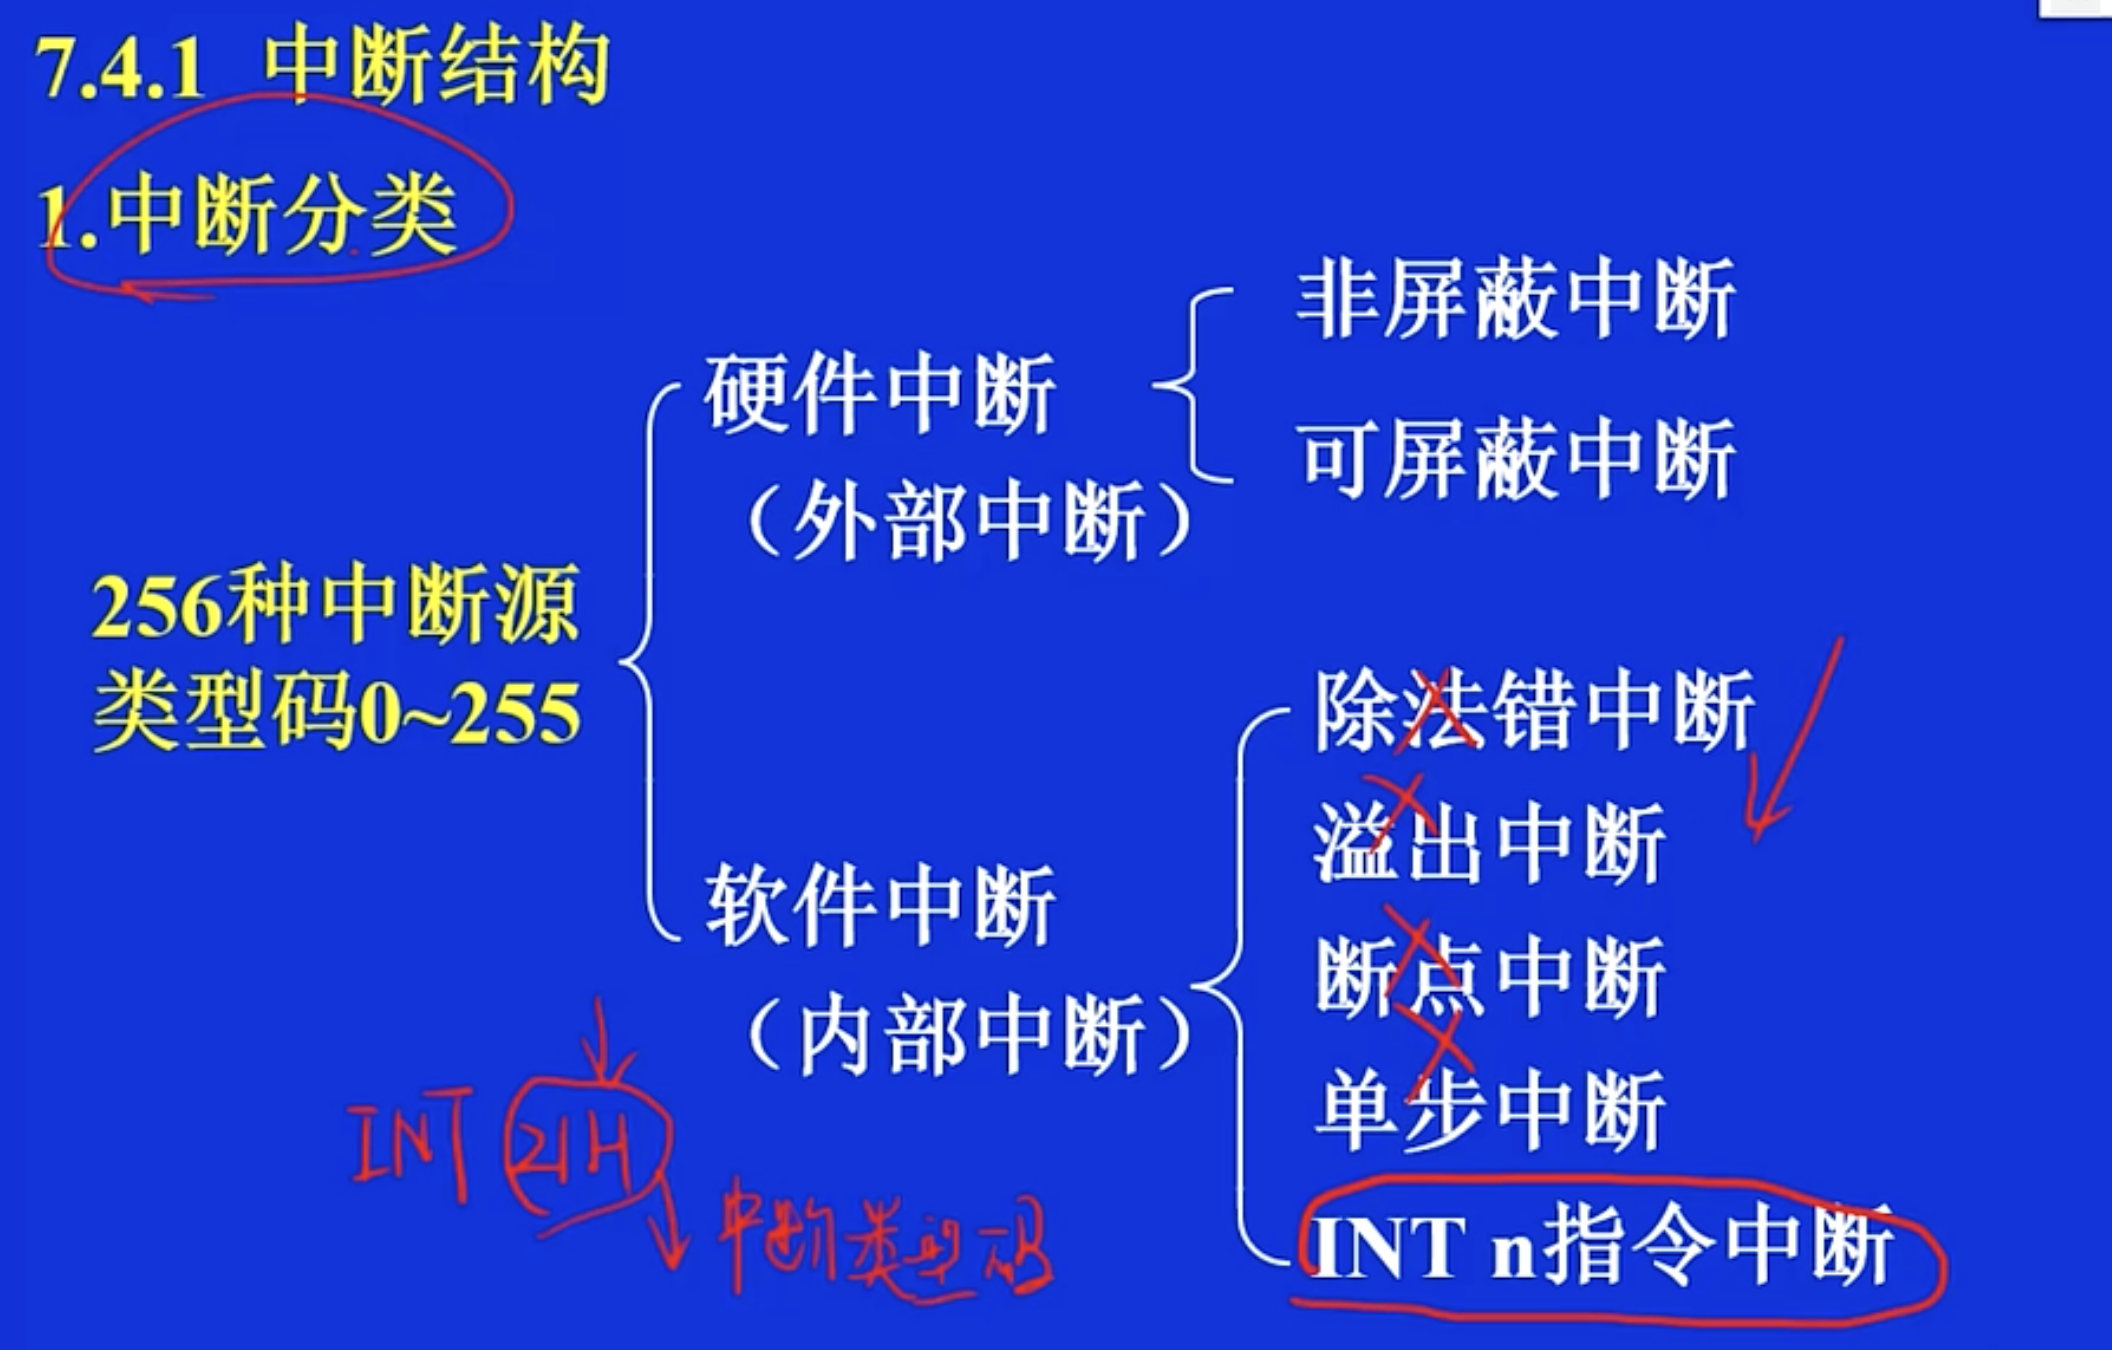 7.4.1 中断结构
1.中断分类
非屏蔽中断
硬件中断
可屏蔽中断
（外部中断）
256种中断源
类型码0~255
除法错中断
溢出中断
软件中断
断点中断
（内部中断）
单步中断
INT 21H
INT n指令中断
中断类型码